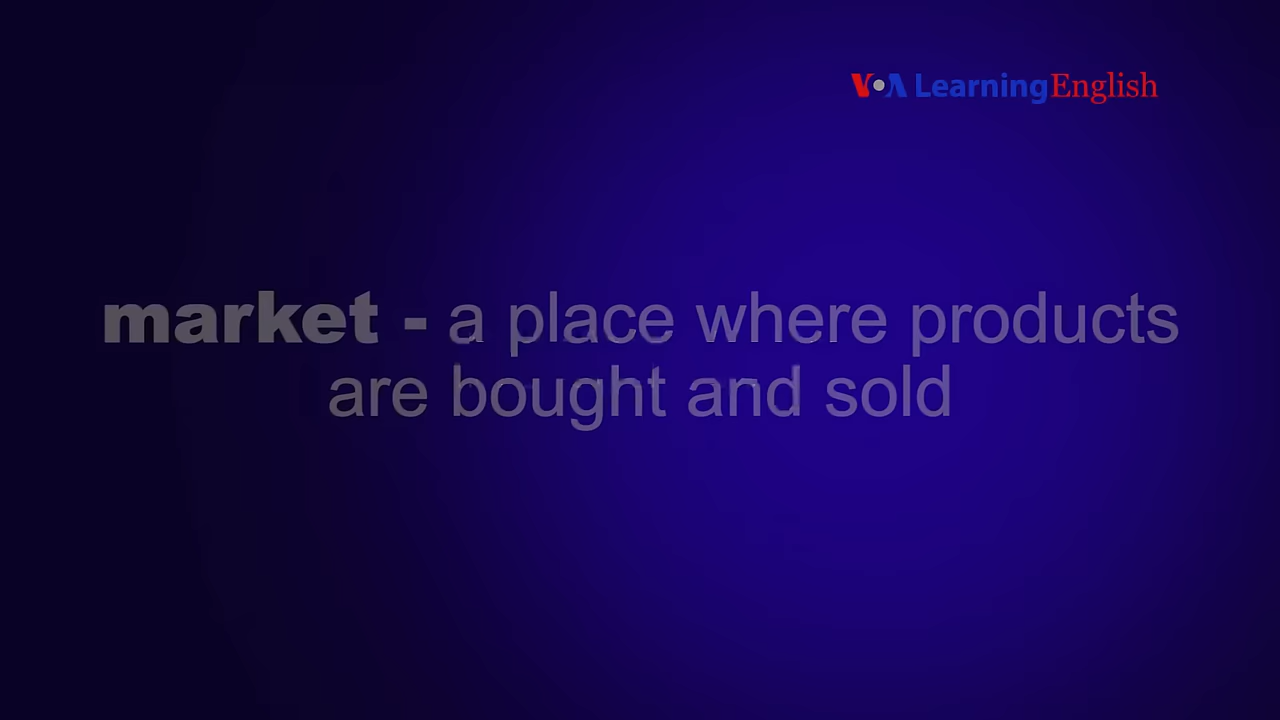 VOA Learning English
market - a place where products
are bought and sold